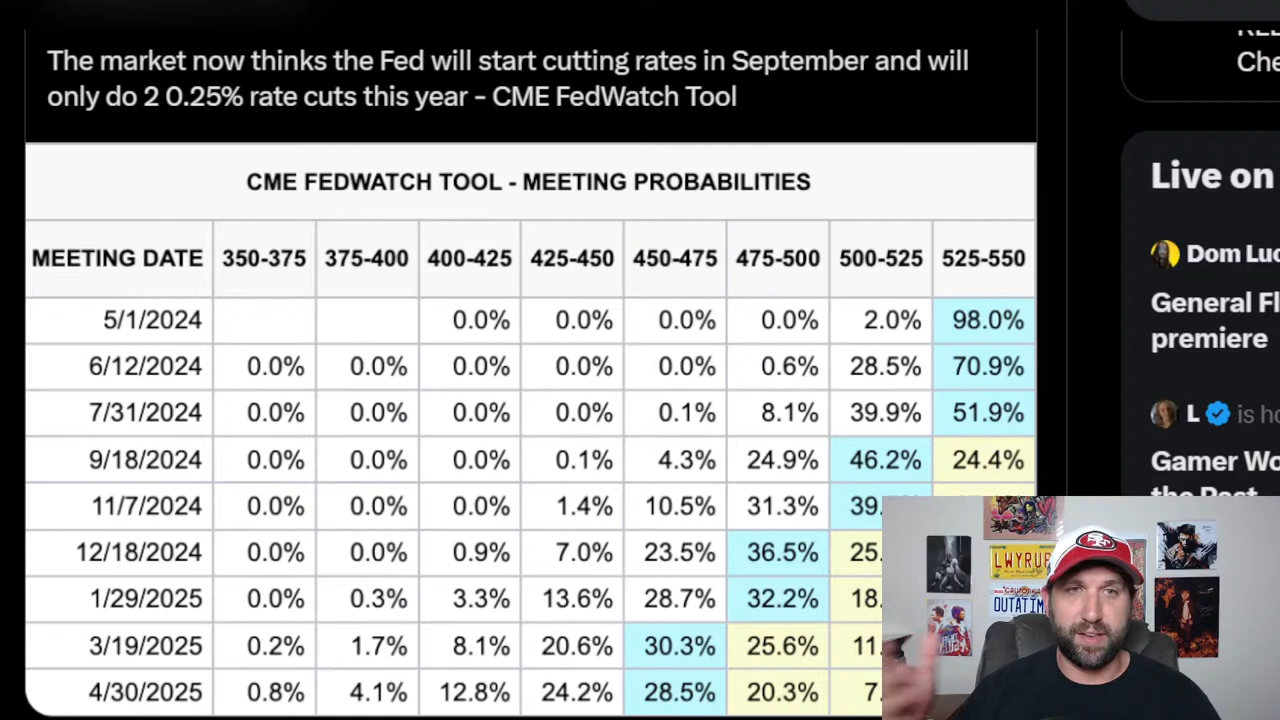 The market now thinks the Fed will start cutting rates in September and will
only do 2 0.25% rate cuts this year - CME FedWatch Tool
CME FEDWATCH TOOL - MEETING PROBABILITIES
MEETING DATE 350-375 375-400 400-425 425-450 450-475 475-500 500-525 525-550
5/1/2024 0.0% 0.0% 0.0% 0.0% 2.0% 98.0%
6/12/2024 0.0% 0.0% 0.0% 0.0% 0.0% 0.6% 28.5% 70.9%
7/31/2024 0.0% 0.0% 0.0% 0.0% 0.1% 8.1% 39.9% 51.9%
9/18/2024 0.0% 0.0% 0.0% 0.1% 4.3% 24.9% 46.2% 24.4%
11/7/2024 0.0% 0.0% 0.0% 1.4% 10.5% 31.3% 39.
12/18/2024 0.0% 0.0% 0.9% 7.0% 23.5% 36.5% 25.
1/29/2025 0.0% 0.3% 3.3% 13.6% 28.7% 32.2% 18.
3/19/2025 0.2% 1.7% 8.1% 20.6% 30.3% 25.6% 11.
4/30/2025 0.8% 4.1% 12.8% 24.2% 28.5% 20.3% 7.
Che
Live on
Dom Luc
General Fl
premiere
L is ho
Gamer Wo
LWYRUP
OUTATIM
SF